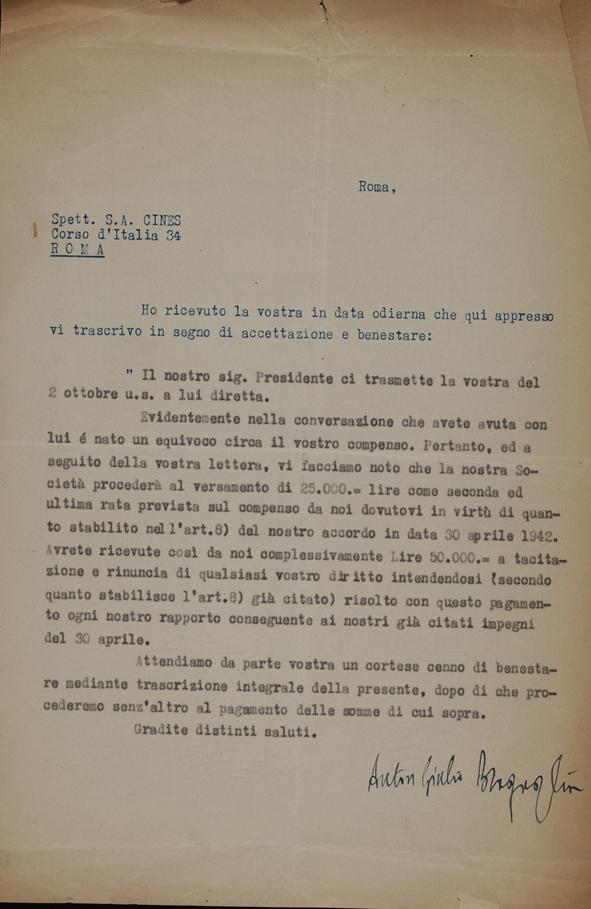 Roma,
Spett. S.A. CINES
Corso d'Italia 34
R O M A
Ho ricevuto la vostra in data odierna che qui appresso
vi trascrivo in segno di accettazione e benestare:
" Il nostro sig. Presidente ci trasmette la vostra del
2 ottobre u.s. a lui diretta.
Evidentemente nella conversazione che avete avuta con
lui é nato un equivoco circa il vostro compenso. Pertanto, ed a
seguito della vostra lettera, vi facciamo noto che la nostra So-
cietà procederà al versamento di 25.000.= lire come seconda ed
ultima rata prevista sul compenso da noi dovutovi in virtù di quan-
to stabilito nell'art.8) del nostro accordo in data 30 aprile 1942.
Avrete ricevute così da noi complessivamente Lire 50.000.= a tacita-
zione e rinuncia di qualsiasi vostro diritto intendendosi (secondo
quanto stabilisce l'art.8) già citato) risolto con questo pagamen-
to ogni nostro rapporto conseguente ai nostri già citati impegni
del 30 aprile.
Attendiamo da parte vostra un cortese cenno di benesta-
re mediante trascrizione integrale della presente, dopo di che pro-
cederemo senz'altro al pagamento delle somme di cui sopra.
Gradite distinti saluti.
Anton Giulio Bragaglia